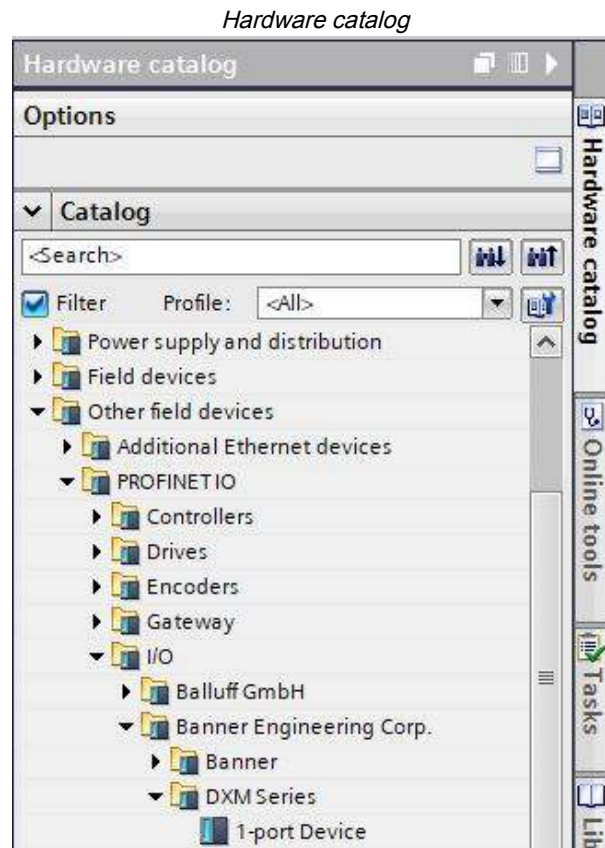 Hardware catalog
Hardware catalog
Options
Catalog
<Search>
Filter Profile: <All>
Power supply and distribution
Field devices
Other field devices
Additional Ethernet devices
PROFINET IO
Controllers
Drives
Encoders
Gateway
I/O
Balluff GmbH
Banner Engineering Corp.
Banner
DXM Series
1-port Device
Hardware catalog
Online tools
Tasks
Lib